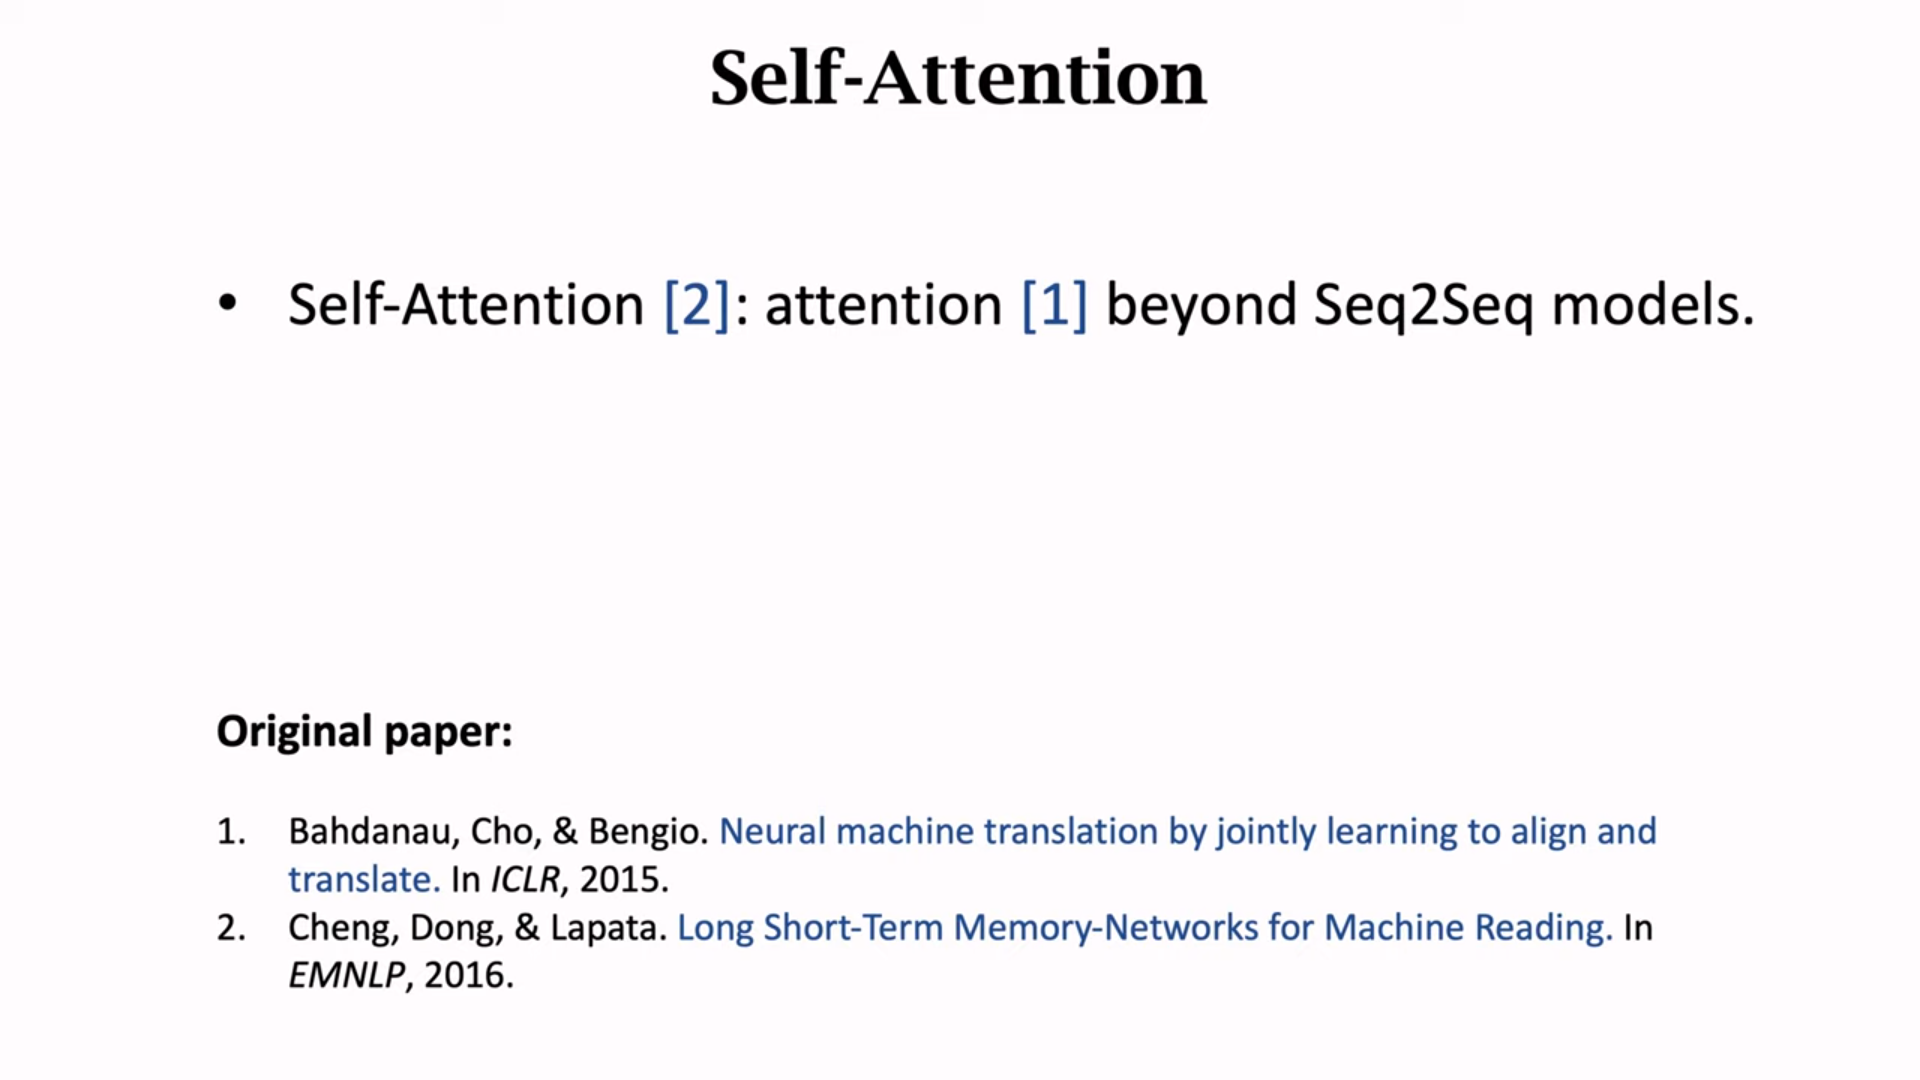 Self-Attention
• Self-Attention [2]: attention [1] beyond Seq2Seq models.
Original paper:
1. Bahdanau, Cho, & Bengio. Neural machine translation by jointly learning to align and
translate. In ICLR, 2015.
2. Cheng, Dong, & Lapata. Long Short-Term Memory-Networks for Machine Reading. In
EMNLP, 2016.